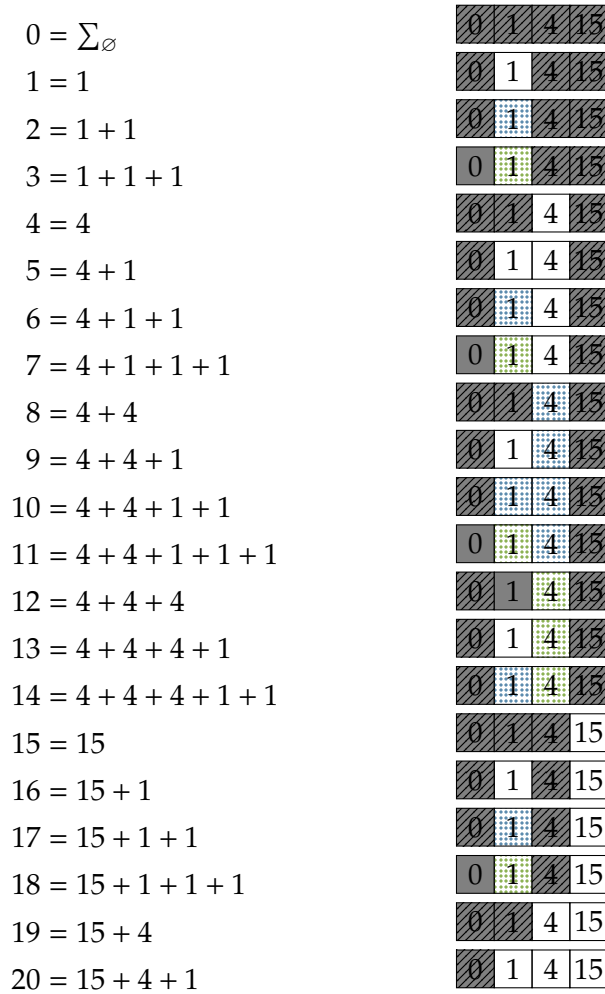 0 = ∑∅ 0 1 4 15
1 = 1 0 1 4 15
2 = 1 + 1 0 1 4 15
3 = 1 + 1 + 1 0 1 4 15
4 = 4 0 1 4 15
5 = 4 + 1 0 1 4 15
6 = 4 + 1 + 1 0 1 4 15
7 = 4 + 1 + 1 + 1 0 1 4 15
8 = 4 + 4 0 1 4 15
9 = 4 + 4 + 1 0 1 4 15
10 = 4 + 4 + 1 + 1 0 1 4 15
11 = 4 + 4 + 1 + 1 + 1 0 1 4 15
12 = 4 + 4 + 4 0 1 4 15
13 = 4 + 4 + 4 + 1 0 1 4 15
14 = 4 + 4 + 4 + 1 + 1 0 1 4 15
15 = 15 0 1 4 15
16 = 15 + 1 0 1 4 15
17 = 15 + 1 + 1 0 1 4 15
18 = 15 + 1 + 1 + 1 0 1 4 15
19 = 15 + 4 0 1 4 15
20 = 15 + 4 + 1 0 1 4 15